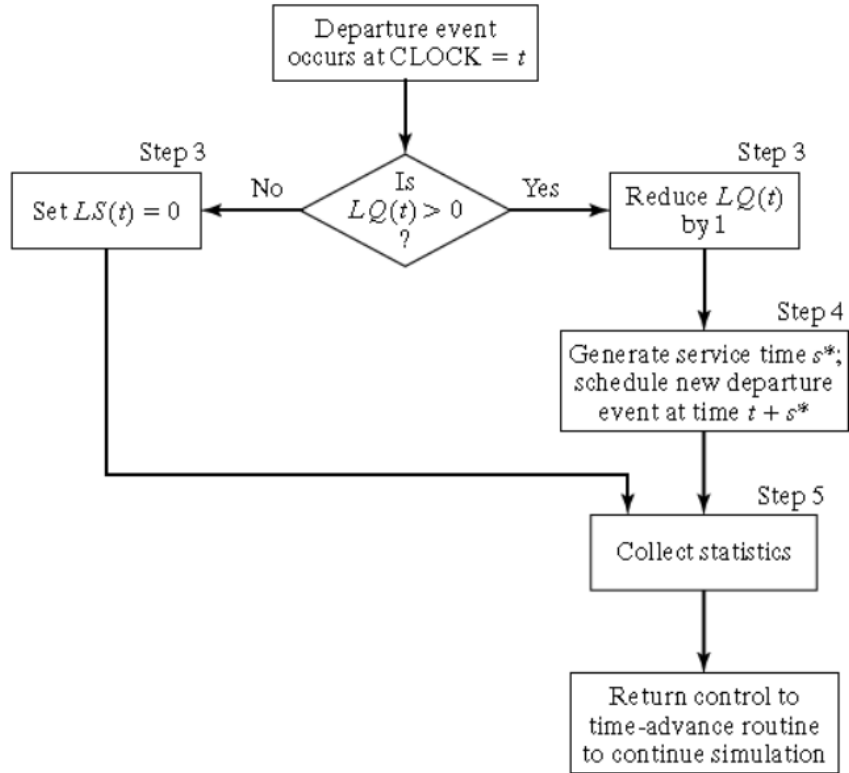 Departure event
occurs at CLOCK = t
Step 3
Step 3
No
Is
LQ(t) > 0
?
Yes
Set LS(t) = 0
Reduce LQ(t)
by 1
Step 4
Generate service time s*;
schedule new departure
event at time t + s*
Step 5
Collect statistics
Return control to
time-advance routine
to continue simulation